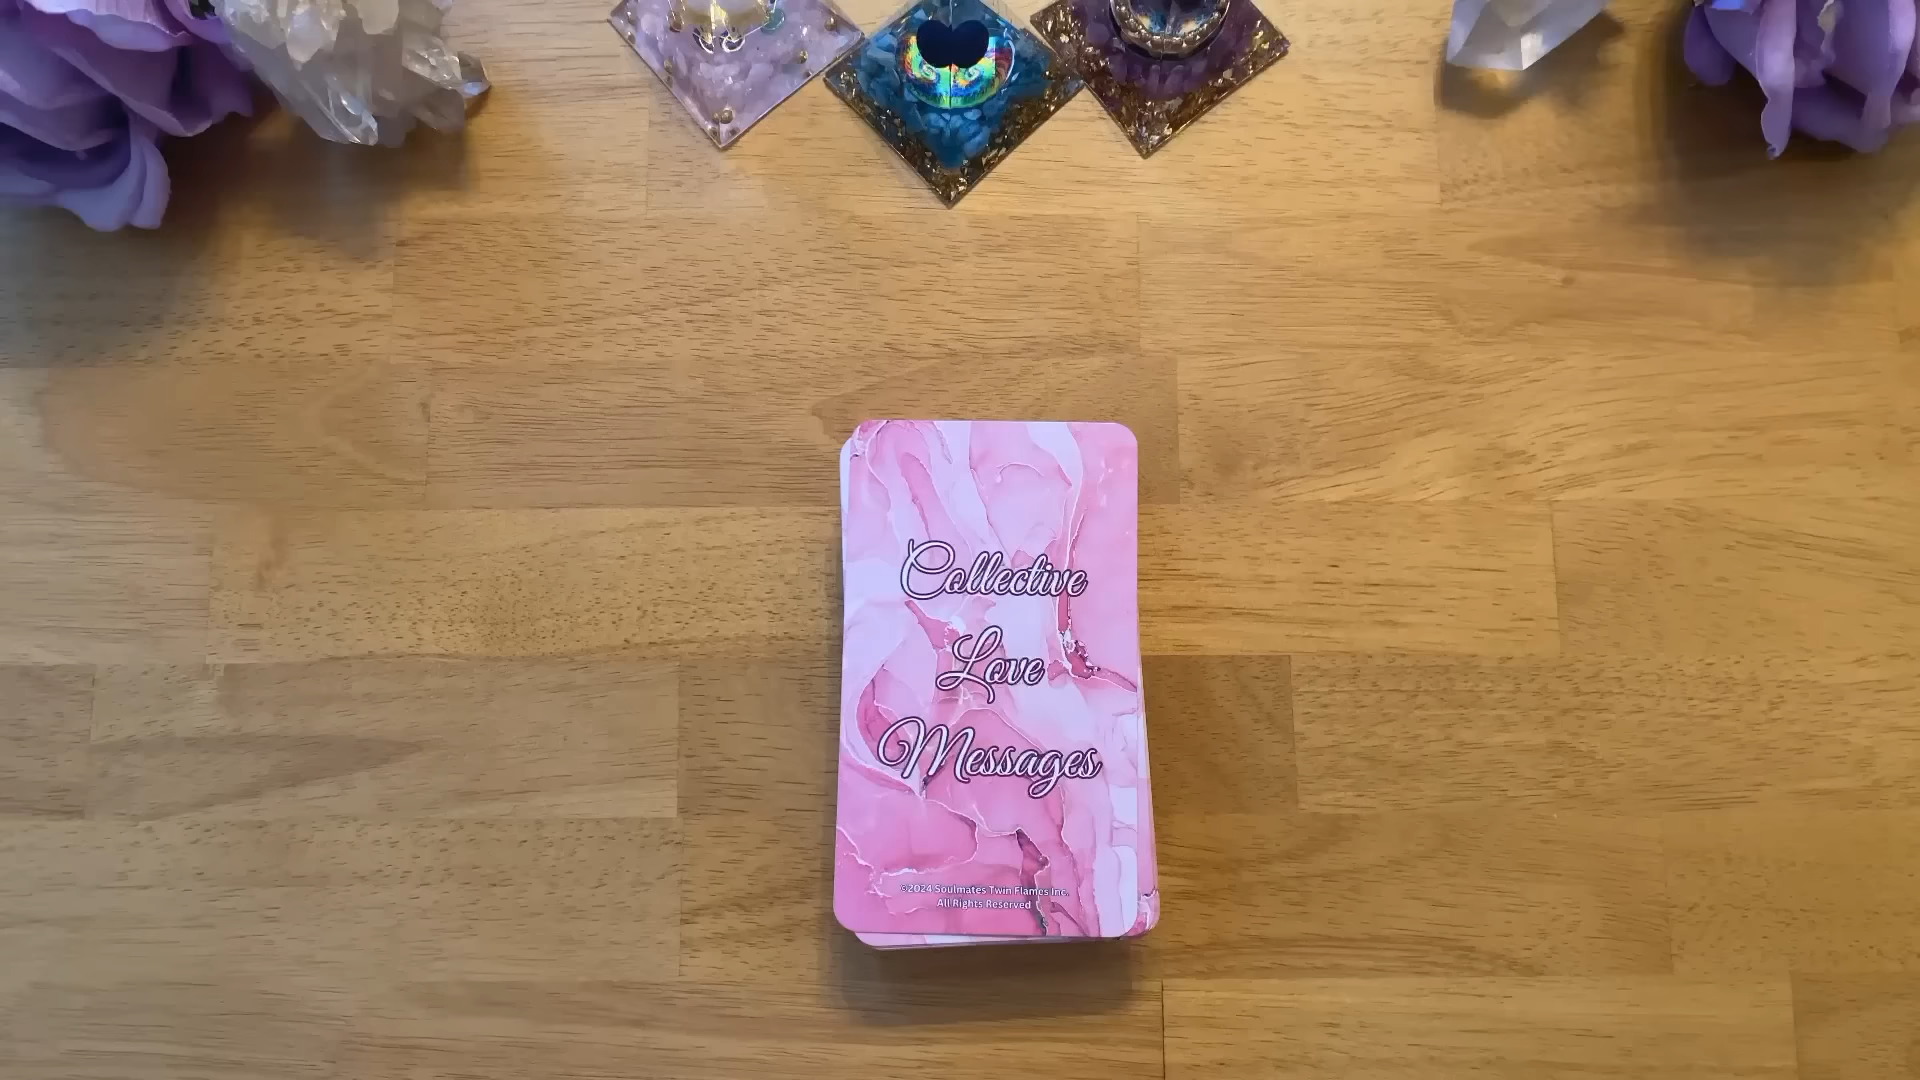 Collective
Love
Messages
©2024 Soulmates Twin Flames Inc.
All Rights Reserved